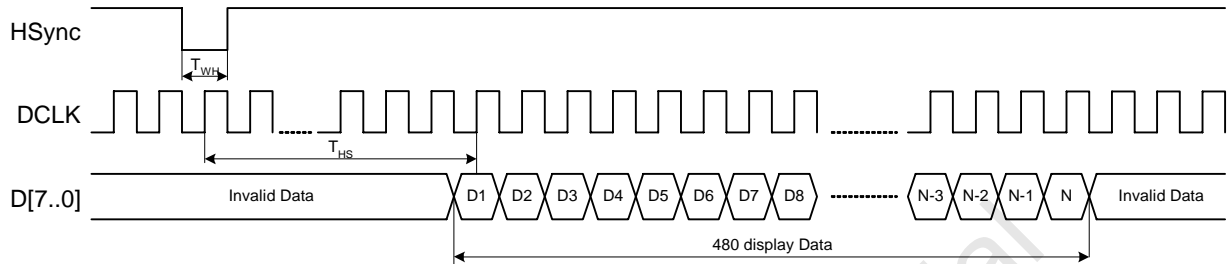 HSync
T_WH
DCLK
T_HS
D[7..0] Invalid Data D1 D2 D3 D4 D5 D6 D7 D8 N-3 N-2 N-1 N Invalid Data
480 display Data